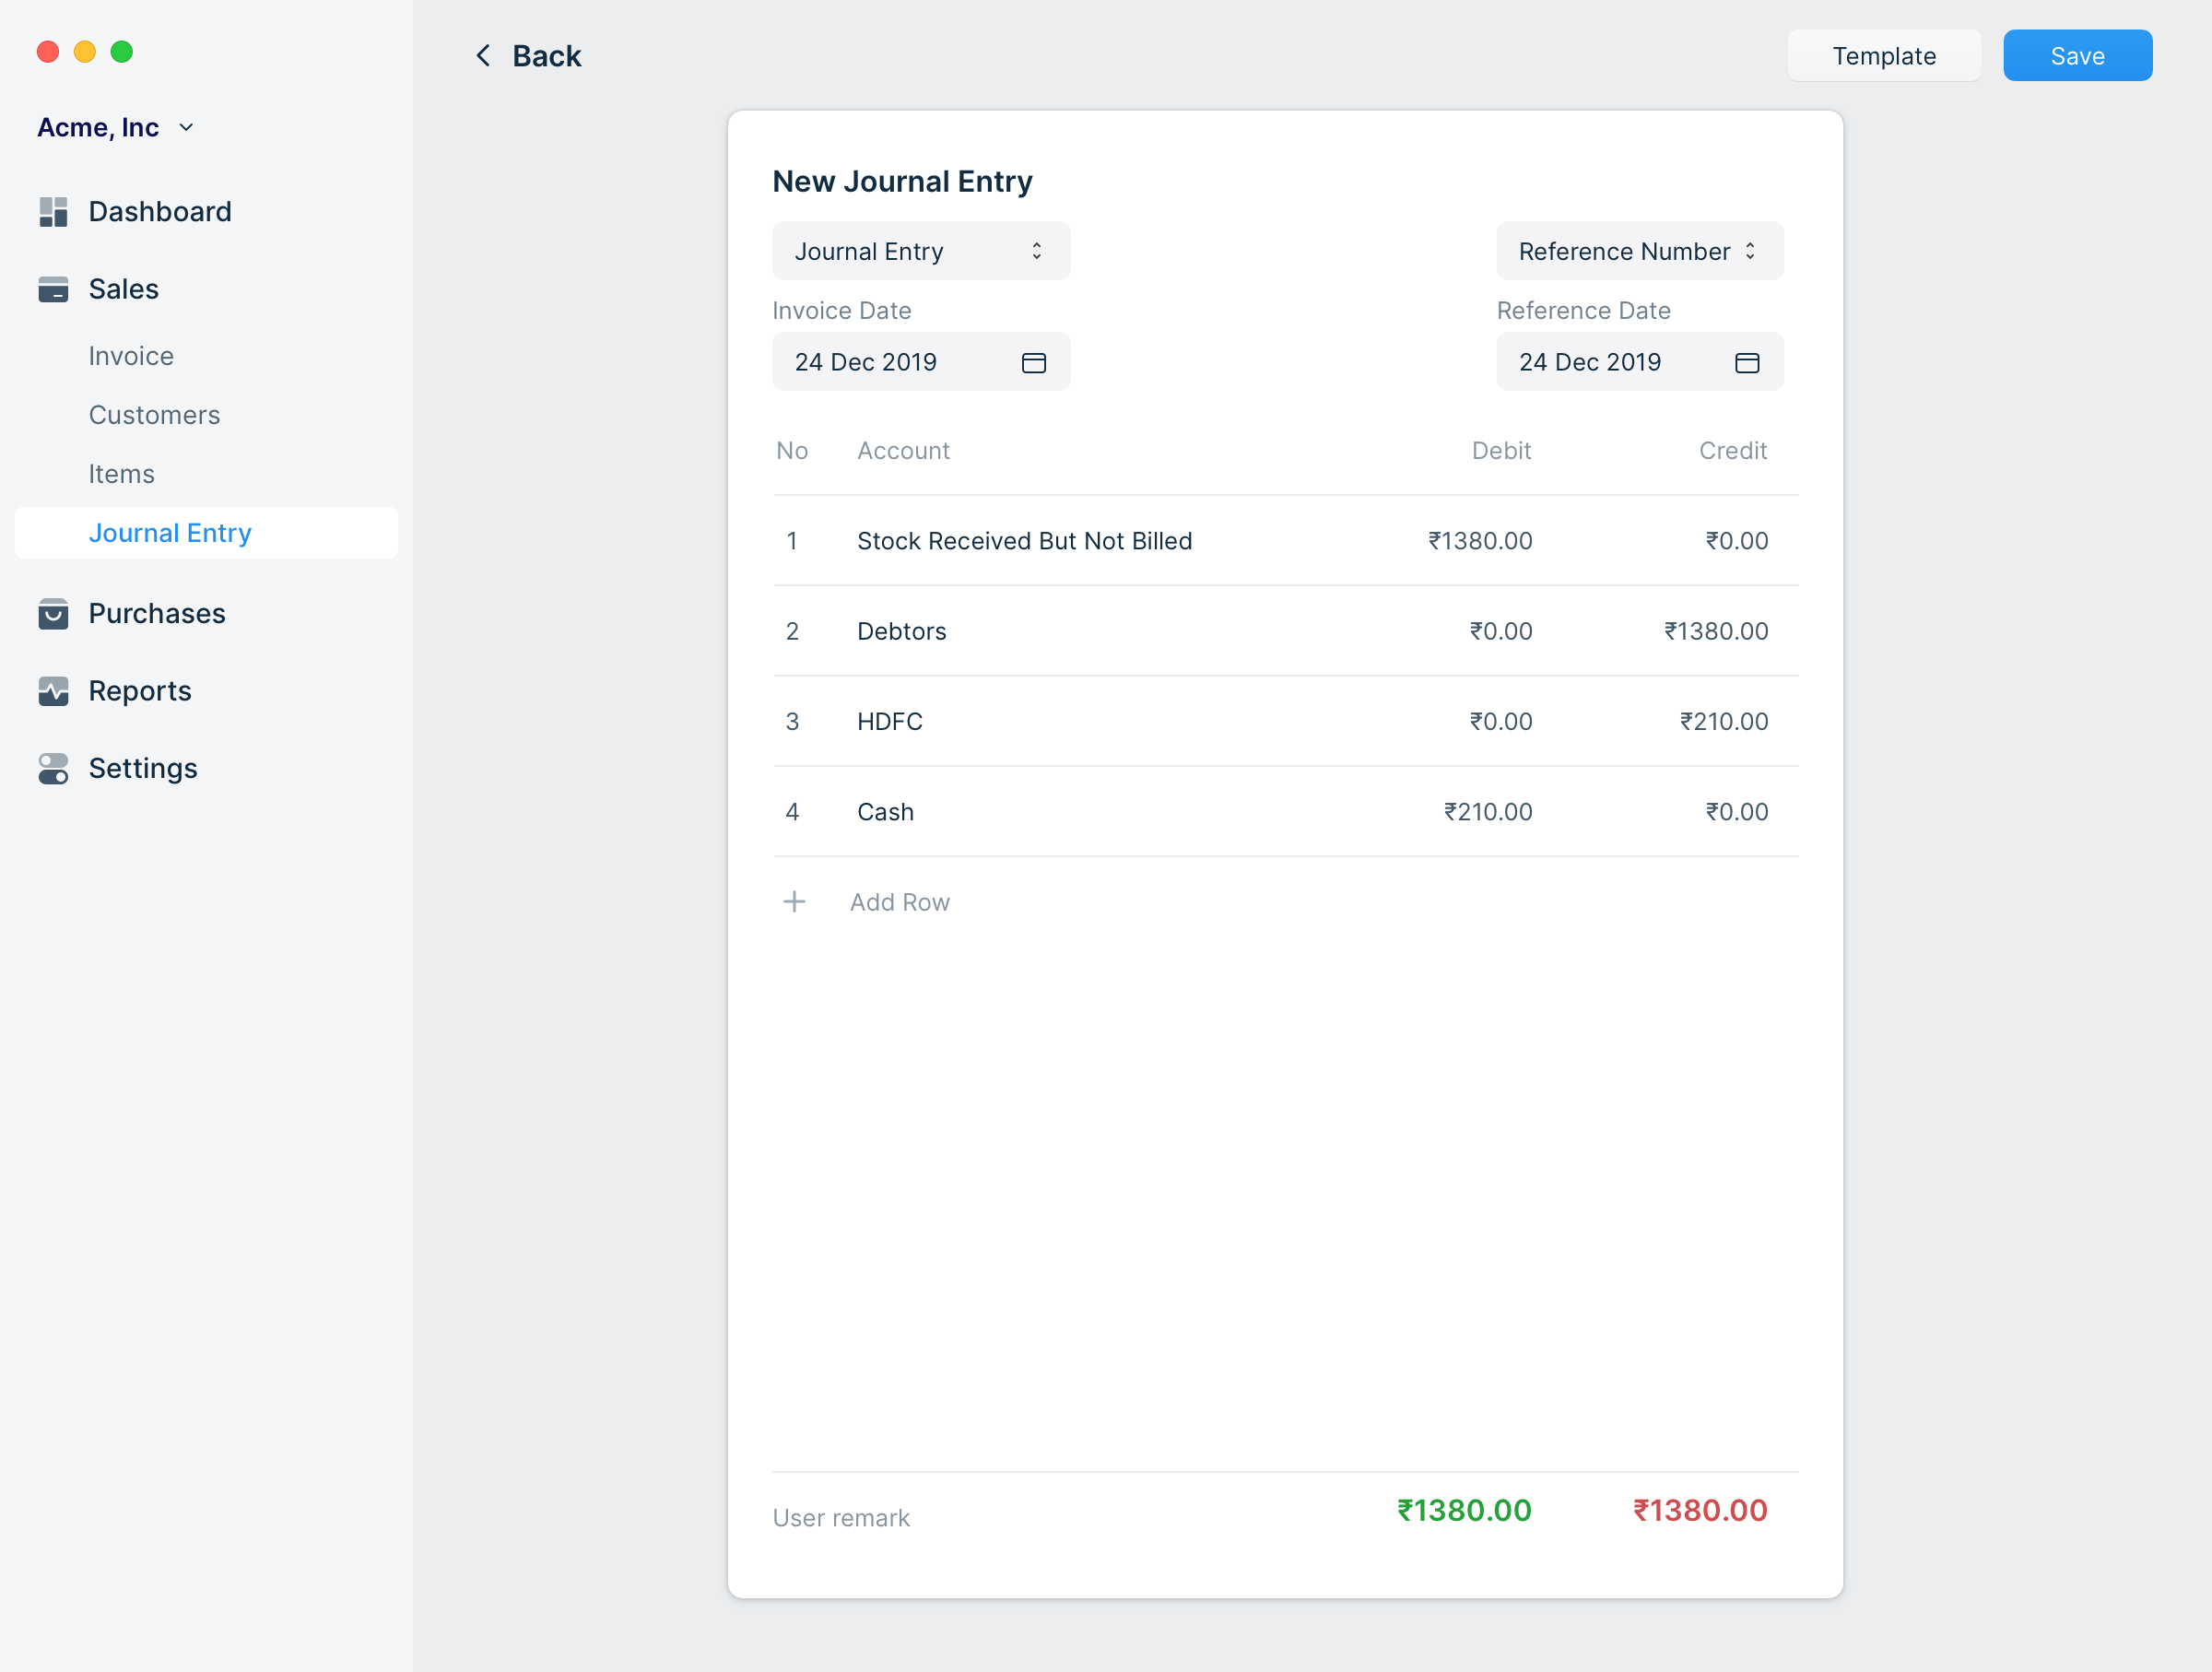 Acme, Inc
Dashboard
Sales
Invoice
Customers
Items
Journal Entry
Purchases
Reports
Settings
Back
Template
Save
New Journal Entry
Journal Entry
Reference Number
Invoice Date
Reference Date
24 Dec 2019
24 Dec 2019
No Account Debit Credit
1 Stock Received But Not Billed ₹1380.00 ₹0.00
2 Debtors ₹0.00 ₹1380.00
3 HDFC ₹0.00 ₹210.00
4 Cash ₹210.00 ₹0.00
Add Row
User remark ₹1380.00 ₹1380.00